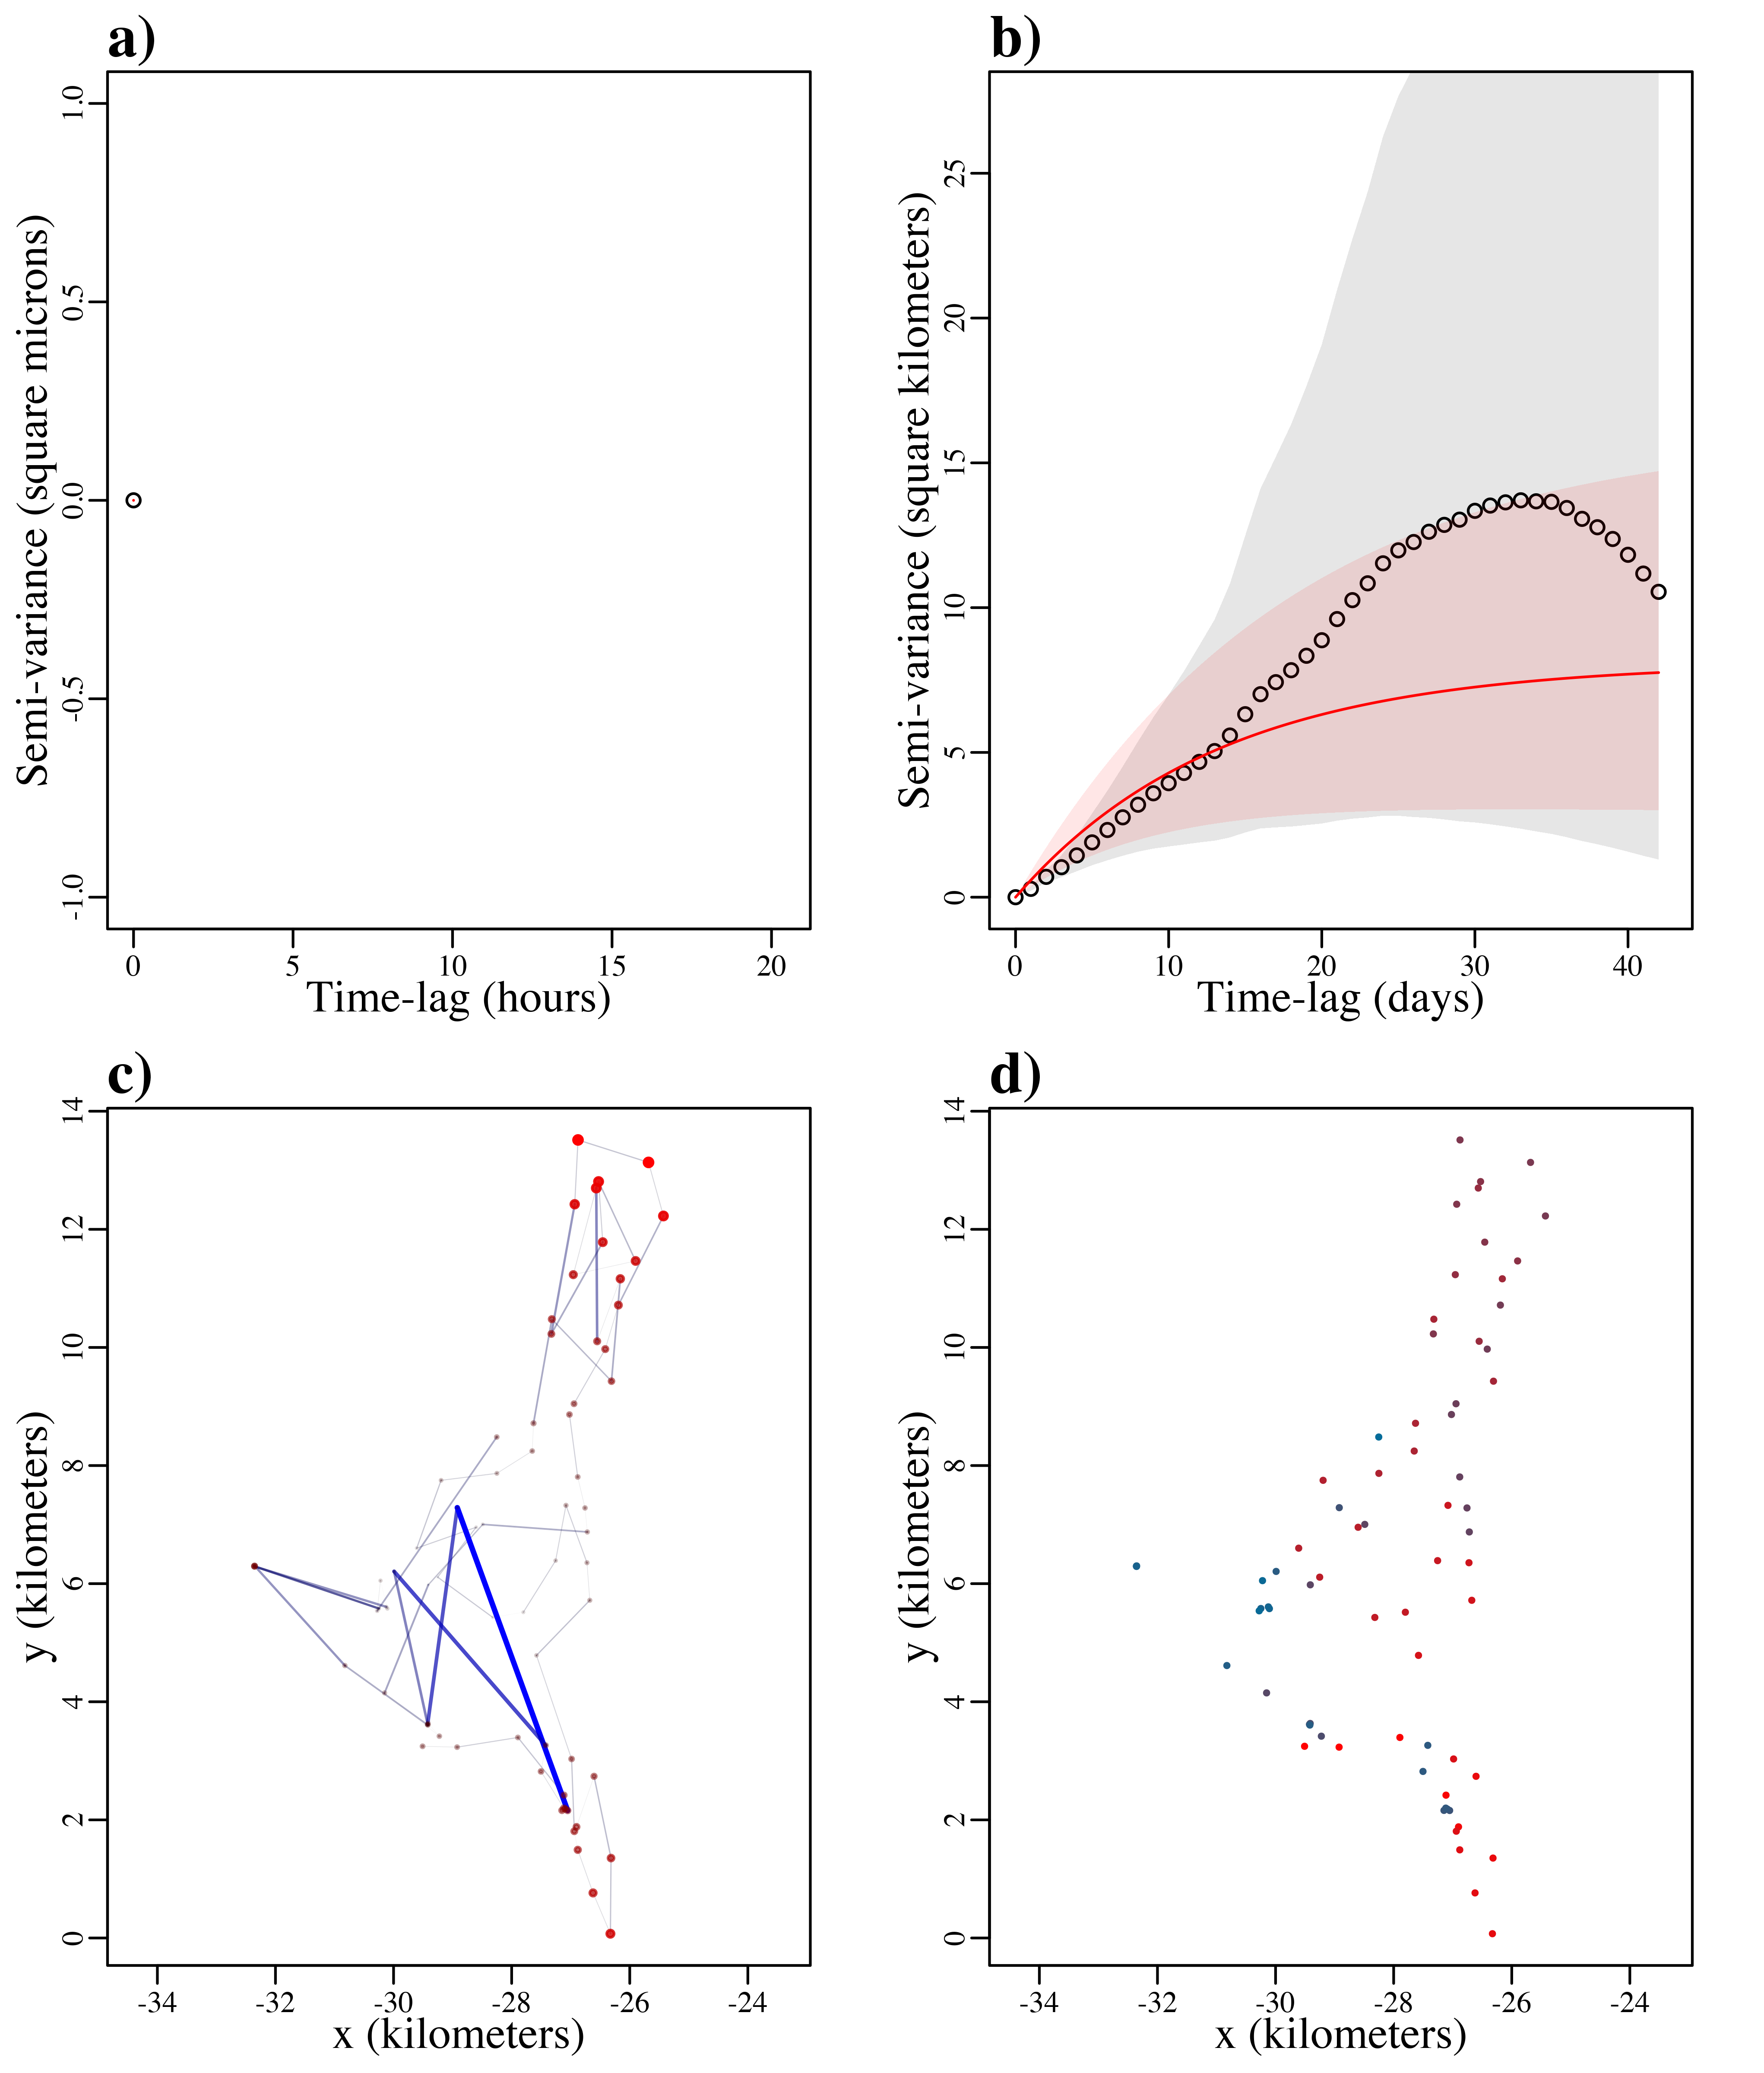 a)
Semi-variance (square microns)
1.0
0.5
0.0
-0.5
-1.0
0 5 10 15 20
Time-lag (hours)
b)
Semi-variance (square kilometers)
25
20
15
10
5
0
0 10 20 30 40
Time-lag (days)
c)
y (kilometers)
14
12
10
8
6
4
2
0
-34 -32 -30 -28 -26 -24
x (kilometers)
d)
y (kilometers)
14
12
10
8
6
4
2
0
-34 -32 -30 -28 -26 -24
x (kilometers)